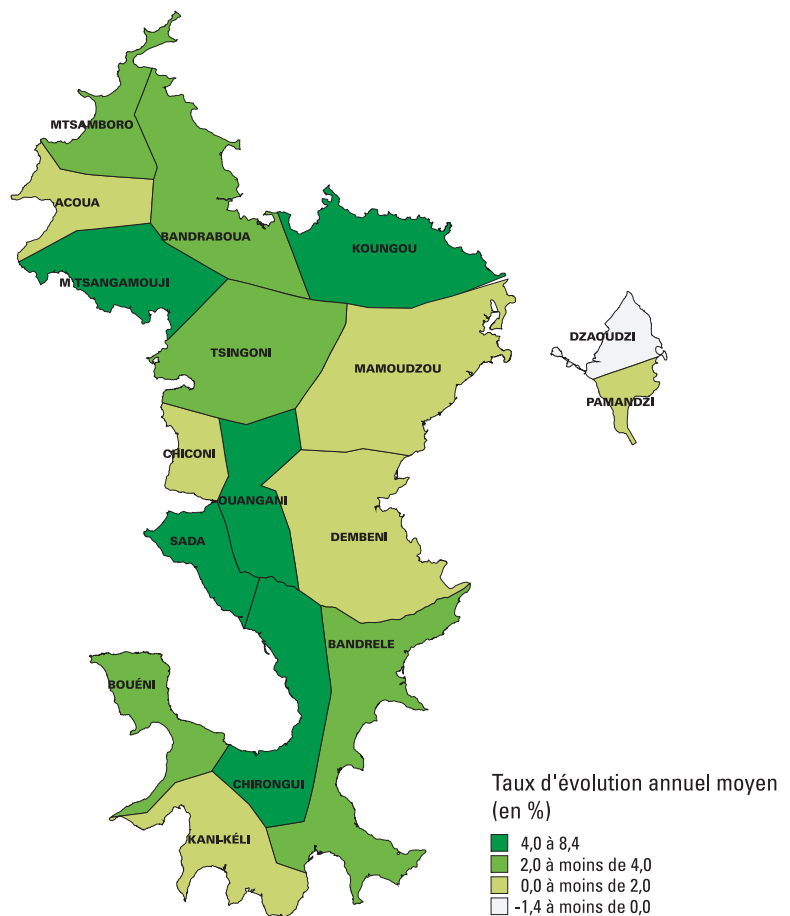 MTSAMBORO
ACOUA
BANDRABOUA
KOUNGOU
M'TSANGAMOUJI
DZAOUDZI
TSINGONI
MAMOUDZOU
PAMANDZI
CHICONI
OUANGANI
SADA
DEMBENI
BANDRELE
BOUÉNI
CHIRONGUI
KANI-KÉLI
Taux d'évolution annuel moyen
(en %)
4,0 à 8,4
2,0 à moins de 4,0
0,0 à moins de 2,0
-1,4 à moins de 0,0